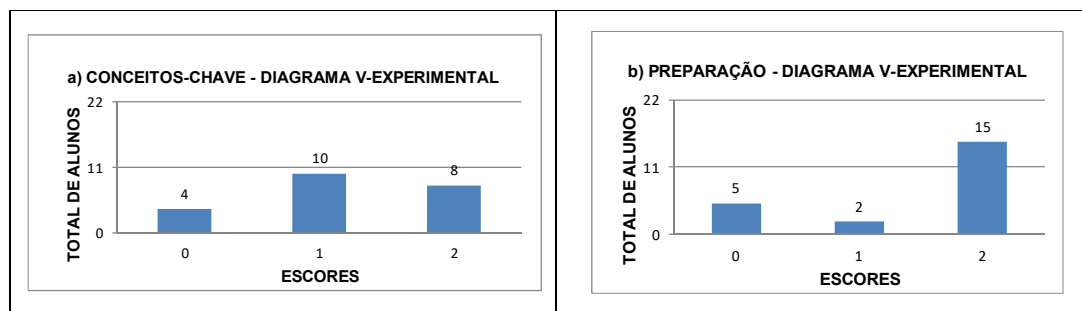 a) CONCEITOS-CHAVE - DIAGRAMA V-EXPERIMENTAL
TOTAL DE ALUNOS
22
11
0
4
10
8
0 1 2
ESCORES
b) PREPARAÇÃO - DIAGRAMA V-EXPERIMENTAL
TOTAL DE ALUNOS
22
11
0
5
2
15
0 1 2
ESCORES